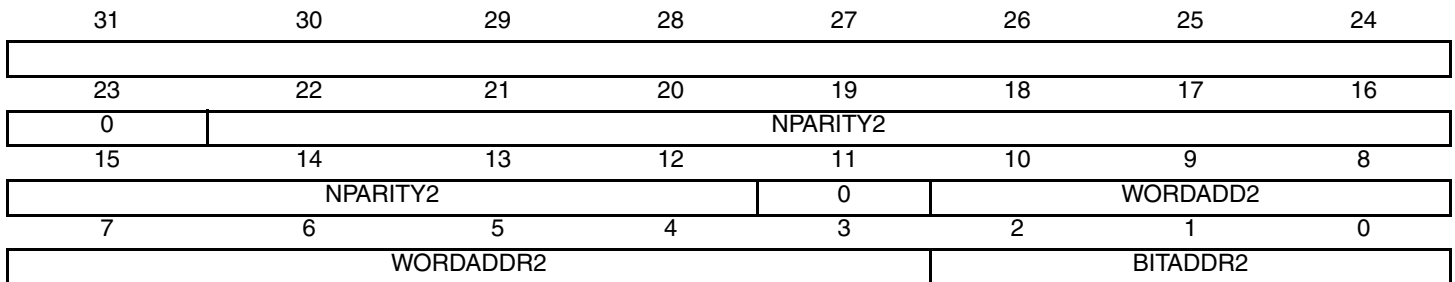 31 30 29 28 27 26 25 24
23 22 21 20 19 18 17 16
0 NPARITY2
15 14 13 12 11 10 9 8
NPARITY2 0 WORDADD2
7 6 5 4 3 2 1 0
WORDADDR2 BITADDR2